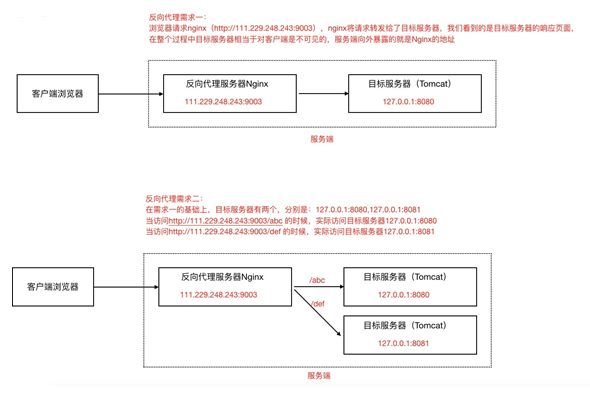 反向代理需求一：
浏览器请求nginx（http://111.229.248.243:9003），nginx将请求转发给了目标服务器，我们看到的是目标服务器的响应页面，
在整个过程中目标服务器相当于对客户端是不可见的，服务端向外暴露的就是Nginx的地址
客户端浏览器
反向代理服务器Nginx
111.229.248.243:9003
目标服务器（Tomcat）
127.0.0.1:8080
服务端
反向代理需求二：
在需求一的基础上，目标服务器有两个，分别是：127.0.0.1:8080,127.0.0.1:8081
当访问http://111.229.248.243:9003/abc 的时候，实际访问目标服务器127.0.0.1:8080
当访问http://111.229.248.243:9003/def 的时候，实际访问目标服务器127.0.0.1:8081
客户端浏览器
反向代理服务器Nginx
111.229.248.243:9003
/abc
/def
目标服务器（Tomcat）
127.0.0.1:8080
目标服务器（Tomcat）
127.0.0.1:8081
服务端